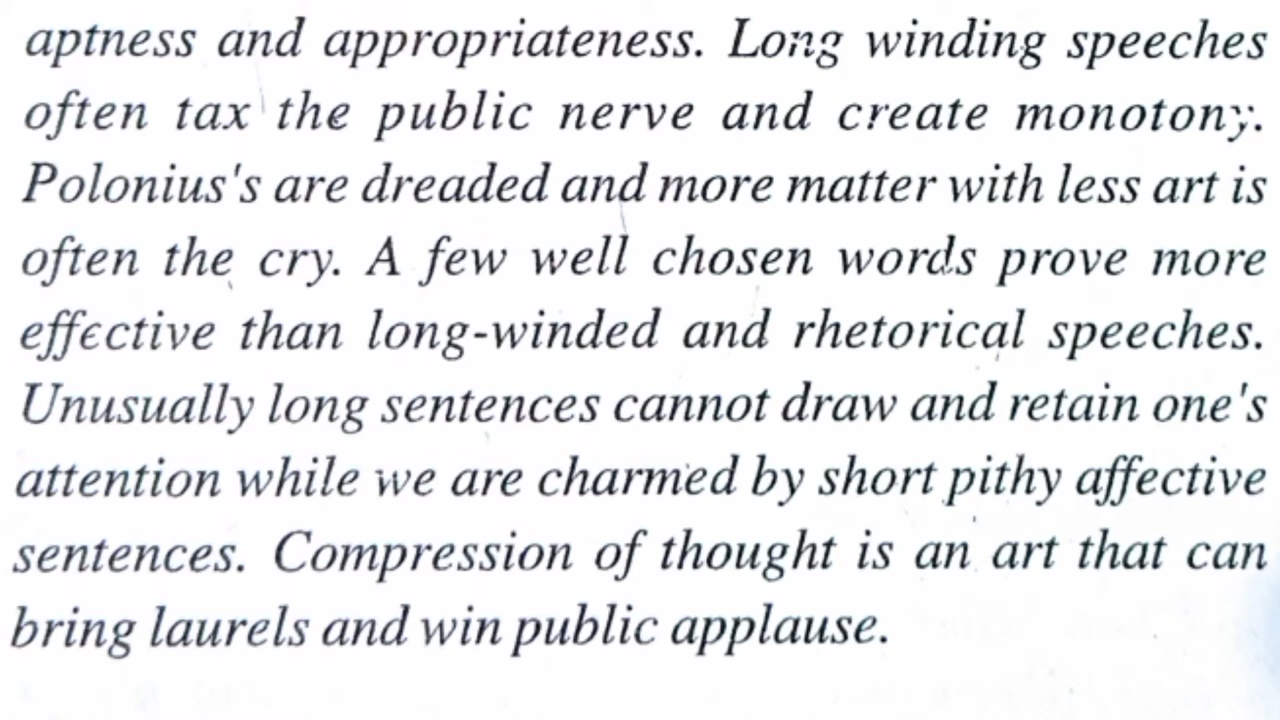 aptness and appropriateness. Long winding speeches
often tax the public nerve and create monotony.
Polonius's are dreaded and more matter with less art is
often the cry. A few well chosen words prove more
effective than long-winded and rhetorical speeches.
Unusually long sentences cannot draw and retain one's
attention while we are charmed by short pithy affective
sentences. Compression of thought is an art that can
bring laurels and win public applause.